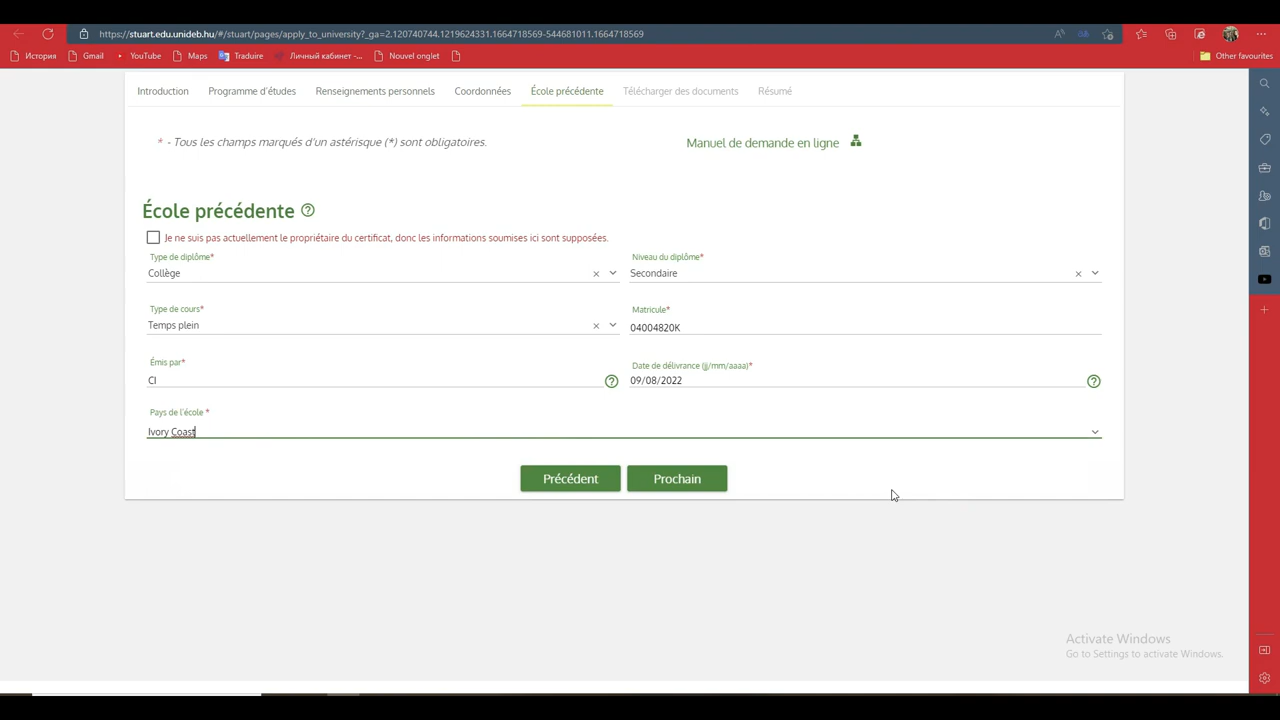 https://stuart.edu.unideb.hu/#/stuart/pages/apply_to_university?_ga=2.120740744.1219624331.1664718569-544681011.1664718569
История Gmail YouTube Maps Traduire Личный кабинет -... Nouvel onglet Other favourites
Introduction Programme d'études Renseignements personnels Coordonnées École précédente Télécharger des documents Résumé
* - Tous les champs marqués d'un astérisque (*) sont obligatoires. Manuel de demande en ligne
École précédente
Je ne suis pas actuellement le propriétaire du certificat, donc les informations soumises ici sont supposées.
Type de diplôme* Niveau du diplôme*
Collège Secondaire
Type de cours* Matricule*
Temps plein 04004820K
Émis par* Date de délivrance (jj/mm/aaaa)*
CI 09/08/2022
Pays de l'école *
Ivory Coast
Précédent Prochain
Activate Windows
Go to Settings to activate Windows.